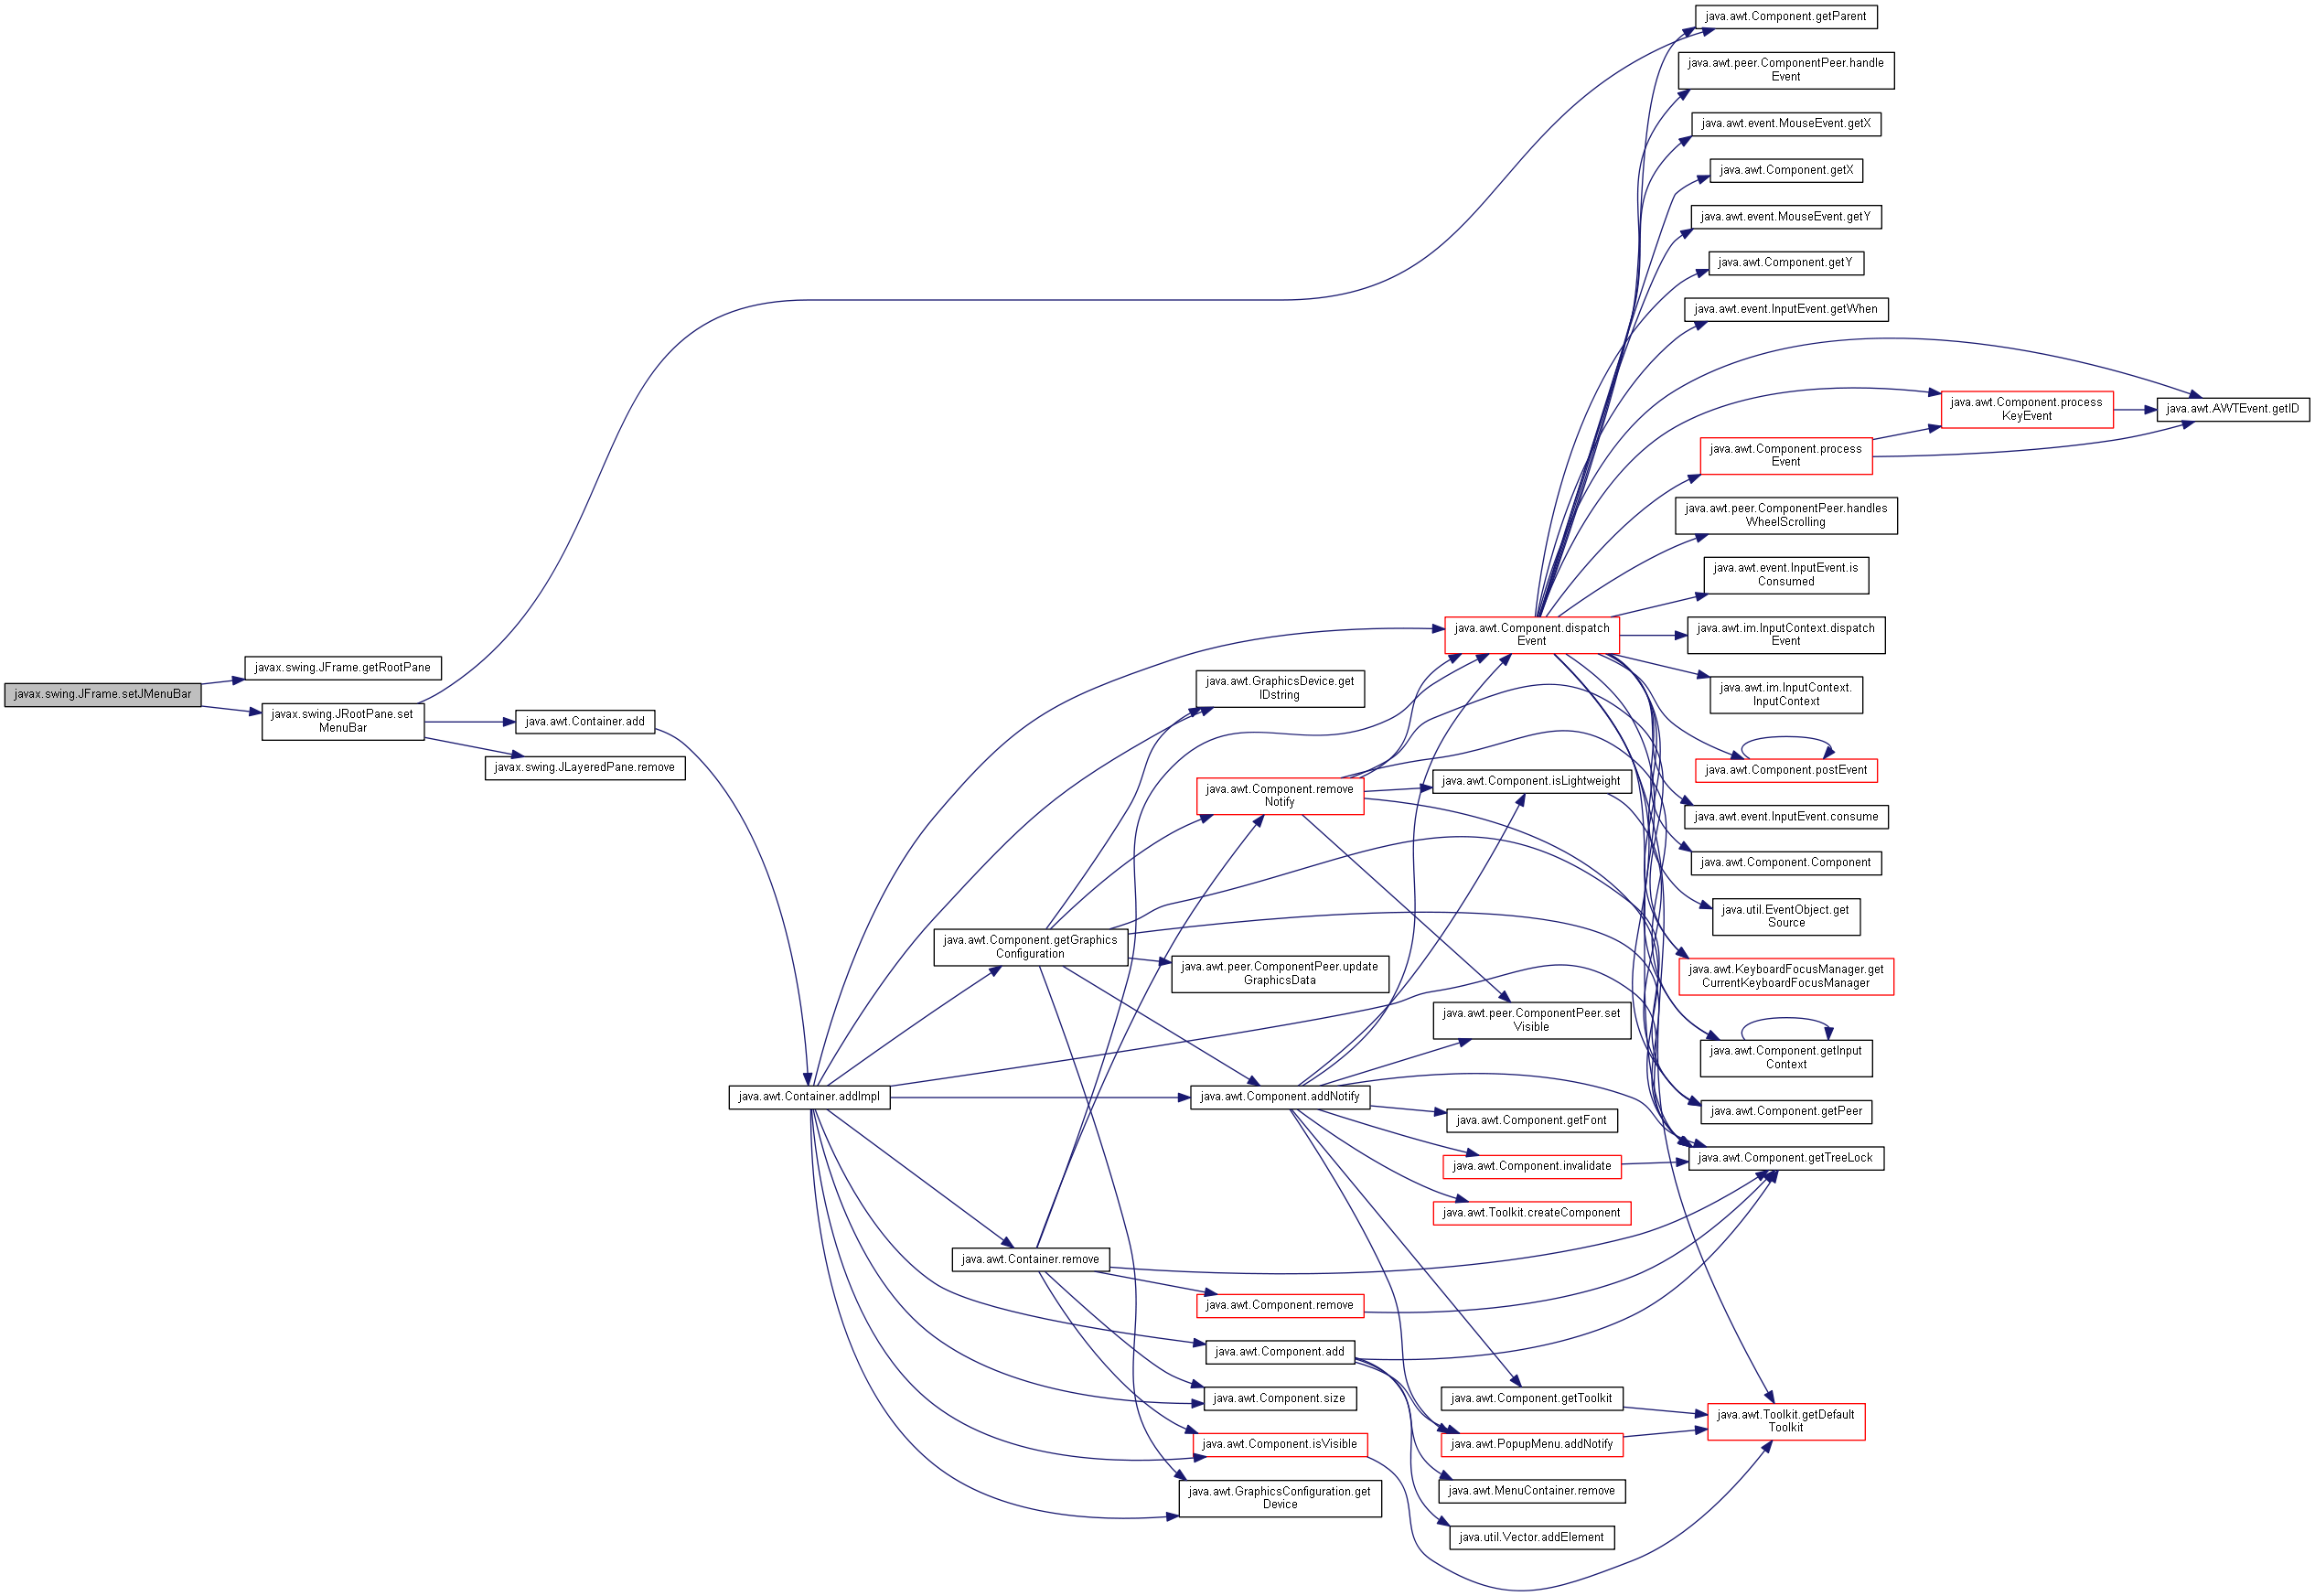 javax.swing.JFrame.setJMenuBar
javax.swing.JFrame.getRootPane
javax.swing.JRootPane.set
MenuBar
java.awt.Container.add
javax.swing.JLayeredPane.remove
java.awt.Container.addImpl
java.awt.Component.getGraphics
Configuration
java.awt.Container.remove
java.awt.GraphicsDevice.get
IDstring
java.awt.Component.remove
Notify
java.awt.peer.ComponentPeer.update
GraphicsData
java.awt.Component.addNotify
java.awt.Component.remove
java.awt.Component.add
java.awt.Component.size
java.awt.Component.isVisible
java.awt.GraphicsConfiguration.get
Device
java.awt.Component.dispatch
Event
java.awt.Component.isLightweight
java.awt.peer.ComponentPeer.set
Visible
java.awt.Component.getFont
java.awt.Component.invalidate
java.awt.Toolkit.createComponent
java.awt.Component.getToolkit
java.awt.PopupMenu.addNotify
java.awt.MenuContainer.remove
java.util.Vector.addElement
java.awt.Component.getParent
java.awt.peer.ComponentPeer.handle
Event
java.awt.event.MouseEvent.getX
java.awt.Component.getX
java.awt.event.MouseEvent.getY
java.awt.Component.getY
java.awt.event.InputEvent.getWhen
java.awt.Component.process
Event
java.awt.peer.ComponentPeer.handles
WheelScrolling
java.awt.event.InputEvent.is
Consumed
java.awt.im.InputContext.dispatch
Event
java.awt.im.InputContext.
InputContext
java.awt.Component.postEvent
java.awt.event.InputEvent.consume
java.awt.Component.Component
java.util.EventObject.get
Source
java.awt.KeyboardFocusManager.get
CurrentKeyboardFocusManager
java.awt.Component.getInput
Context
java.awt.Component.getPeer
java.awt.Component.getTreeLock
java.awt.Toolkit.getDefault
Toolkit
java.awt.Component.process
KeyEvent
java.awt.AWTEvent.getID